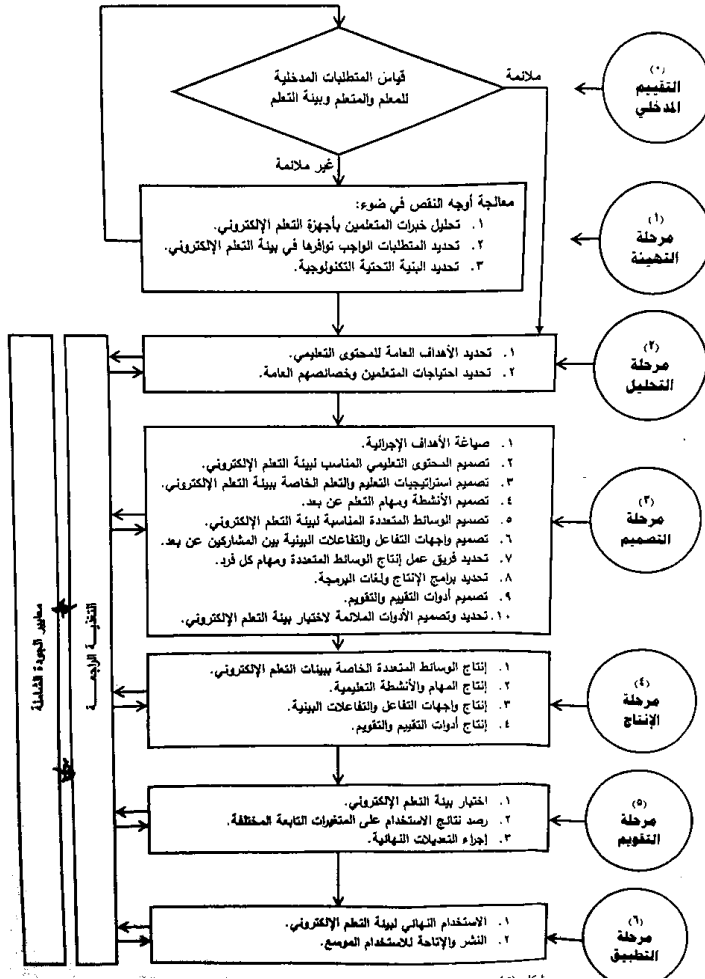 (٠)
التقييم
المدخلي
قياس المتطلبات المدخلية
للمعلم والمتعلم وبيئة التعلم
ملائمة
غير ملائمة
(١)
مرحلة
التهيئة
معالجة أوجه النقص في ضوء:
١. تحليل خبرات المتعلمين بأجهزة التعلم الإلكتروني.
٢. تحديد المتطلبات الواجب توافرها في بيئة التعلم الإلكتروني.
٣. تحديد البنية التحتية التكنولوجية.
(٢)
مرحلة
التحليل
١. تحديد الأهداف العامة للمحتوى التعليمي.
٢. تحديد احتياجات المتعلمين وخصائصهم العامة.
(٣)
مرحلة
التصميم
١. صياغة الأهداف الإجرائية.
٢. تصميم المحتوى التعليمي المناسب لبيئة التعلم الإلكتروني.
٣. تصميم استراتيجيات التعليم والتعلم الخاصة ببيئة التعلم الإلكتروني.
٤. تصميم الأنشطة ومهام التعلم عن بعد.
٥. تصميم الوسائط المتعددة المناسبة لبيئة التعلم الإلكتروني.
٦. تصميم واجهات التفاعل والتفاعلات البينية بين المشاركين عن بعد.
٧. تحديد فريق عمل إنتاج الوسائط المتعددة ومهام كل فرد.
٨. تحديد برامج الإنتاج ولغات البرمجة.
٩. تصميم أدوات التقييم والتقويم.
١٠. تحديد وتصميم الأدوات الملائمة لاختبار بيئة التعلم الإلكتروني.
(٤)
مرحلة
الإنتاج
١. إنتاج الوسائط المتعددة الخاصة ببيئات التعلم الإلكتروني.
٢. إنتاج المهام والأنشطة التعليمية.
٣. إنتاج واجهات التفاعل والتفاعلات البينية.
٤. إنتاج أدوات التقييم والتقويم.
(٥)
مرحلة
التقويم
١. اختبار بيئة التعلم الإلكتروني.
٢. رصد نتائج الاستخدام على المتغيرات التابعة المختلفة.
٣. إجراء التعديلات النهائية.
(٦)
مرحلة
التطبيق
١. الاستخدام النهائي لبيئة التعلم الإلكتروني.
٢. النشر والإتاحة للاستخدام الموسع.
التغذية الراجعة
معايير الجودة الشاملة